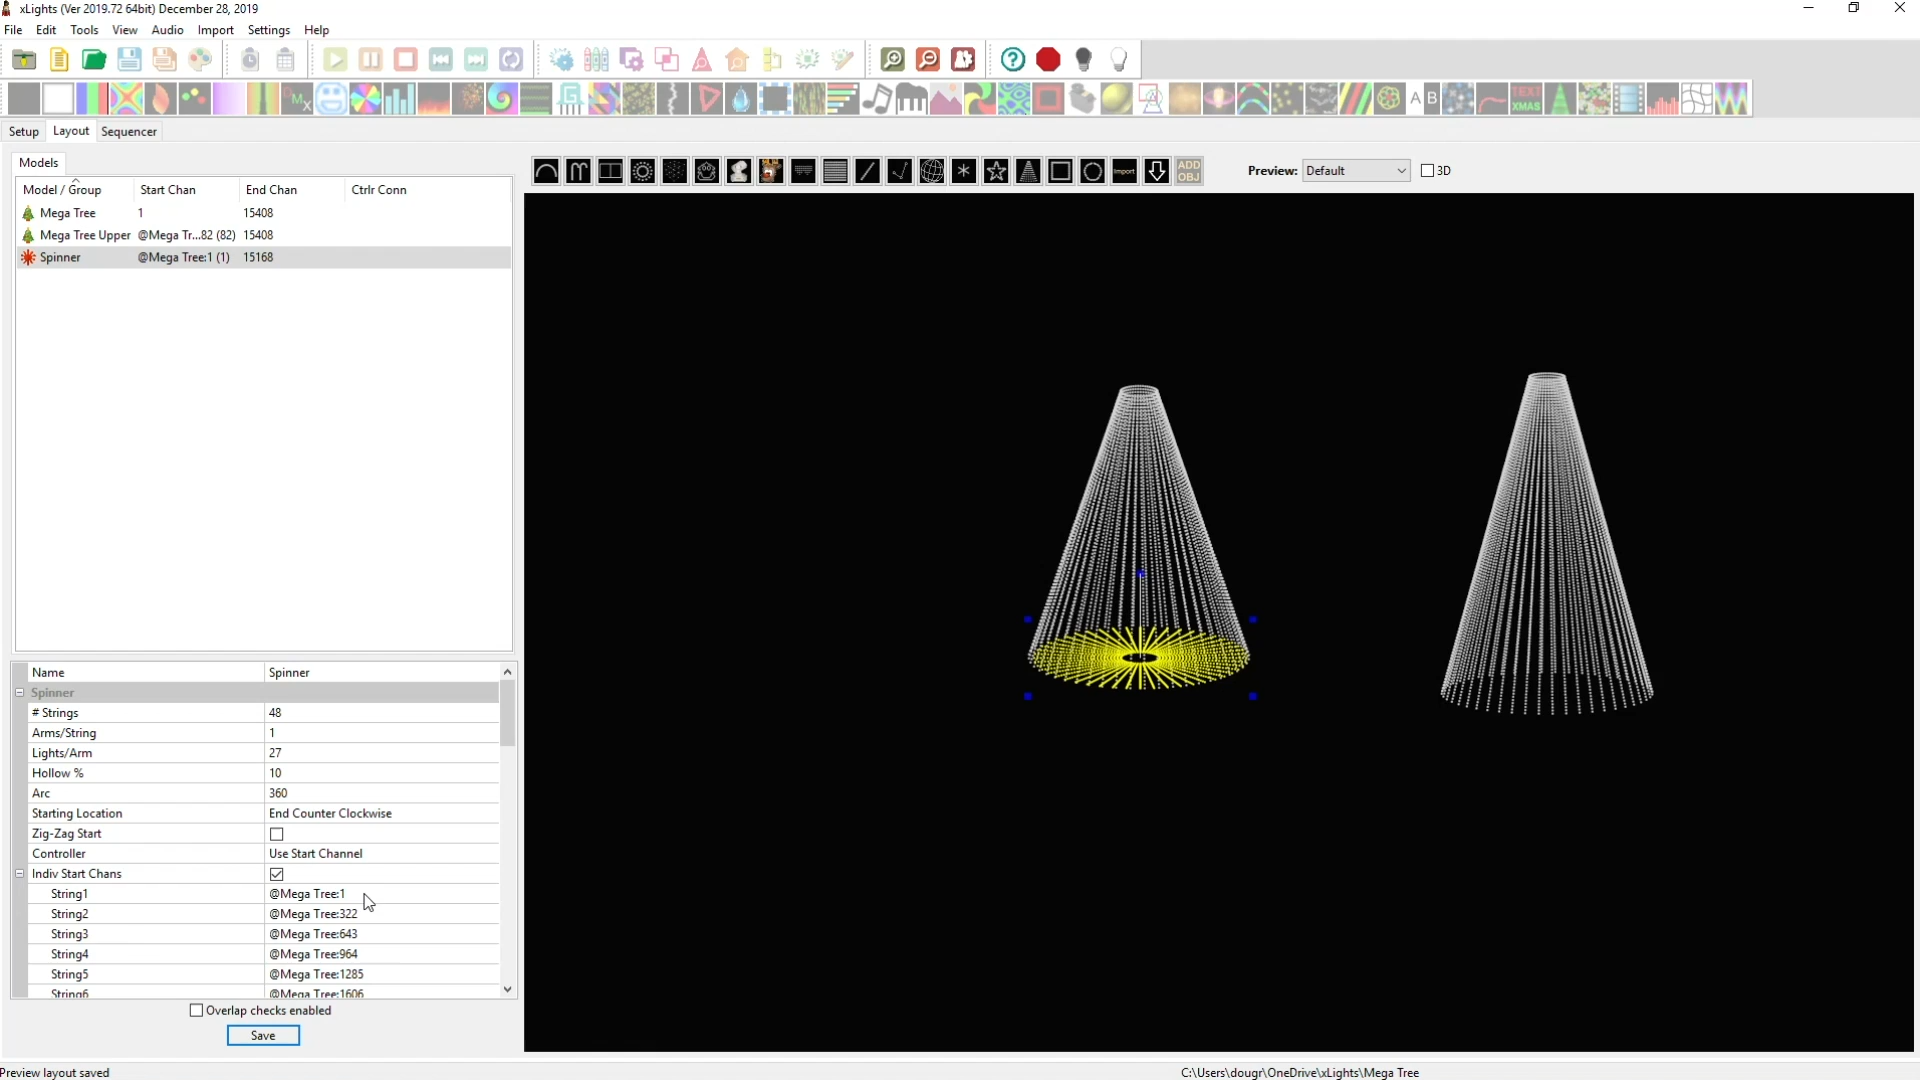 xLights (Ver 2019.72 64bit) December 28, 2019
File Edit Tools View Audio Import Settings Help
A B TEXT XMAS
Setup Layout Sequencer
Models
Import ADD OBJ Preview: Default 3D
Model / Group Start Chan End Chan Ctrlr Conn
Mega Tree 1 15408
Mega Tree Upper @Mega Tr...82 (82) 15408
Spinner @Mega Tree:1 (1) 15168
Name Spinner
Spinner
# Strings 48
Arms/String 1
Lights/Arm 27
Hollow % 10
Arc 360
Starting Location End Counter Clockwise
Zig-Zag Start
Controller Use Start Channel
Indiv Start Chans
String1 @Mega Tree:1
String2 @Mega Tree:322
String3 @Mega Tree:643
String4 @Mega Tree:964
String5 @Mega Tree:1285
String6 @Mega Tree:1606
Overlap checks enabled
Save
Preview layout saved C:\Users\dougr\OneDrive\xLights\Mega Tree